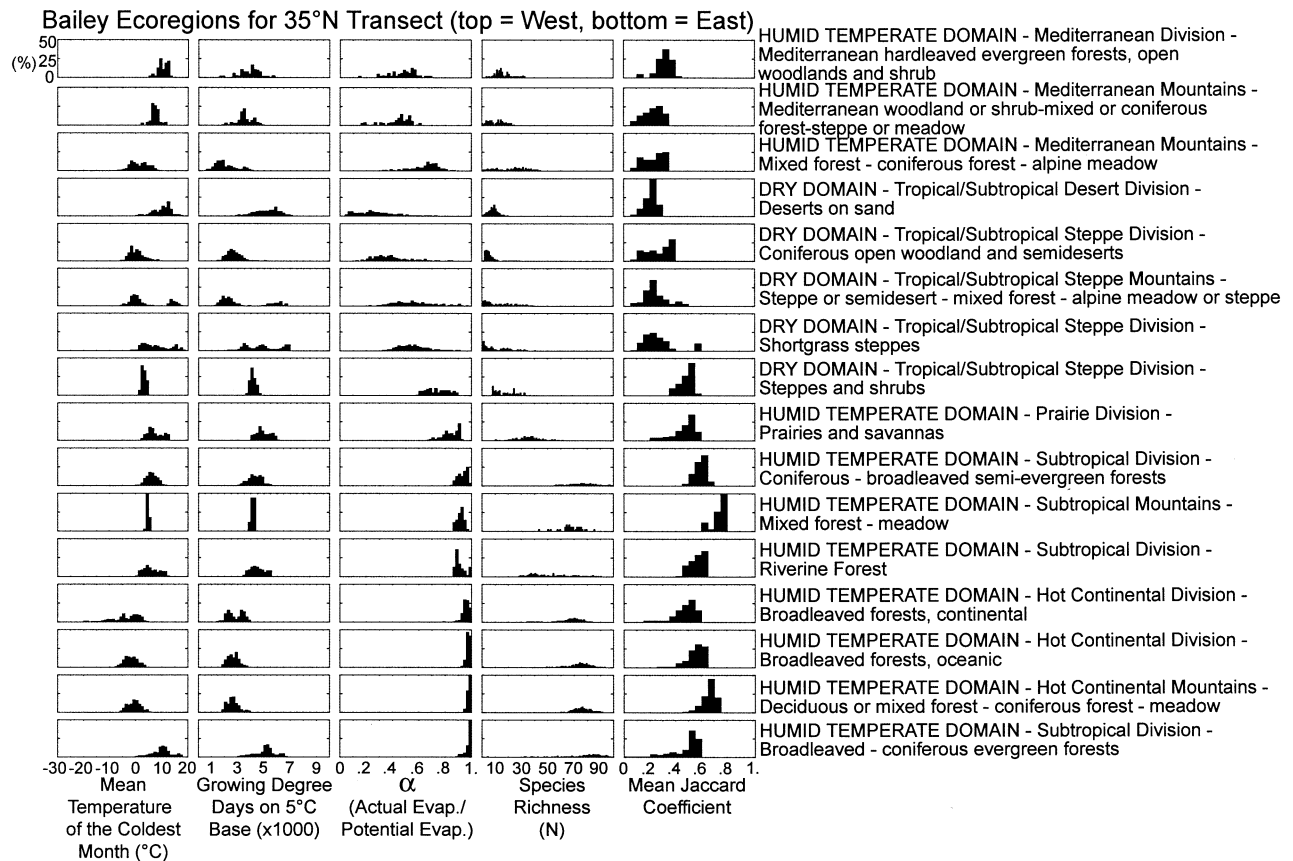 Bailey Ecoregions for 35°N Transect (top = West, bottom = East)
50
(%) 25
0
HUMID TEMPERATE DOMAIN - Mediterranean Division -
Mediterranean hardleaved evergreen forests, open
woodlands and shrub
HUMID TEMPERATE DOMAIN - Mediterranean Mountains -
Mediterranean woodland or shrub-mixed or coniferous
forest-steppe or meadow
HUMID TEMPERATE DOMAIN - Mediterranean Mountains -
Mixed forest - coniferous forest - alpine meadow
DRY DOMAIN - Tropical/Subtropical Desert Division -
Deserts on sand
DRY DOMAIN - Tropical/Subtropical Steppe Division -
Coniferous open woodland and semideserts
DRY DOMAIN - Tropical/Subtropical Steppe Mountains -
Steppe or semidesert - mixed forest - alpine meadow or steppe
DRY DOMAIN - Tropical/Subtropical Steppe Division -
Shortgrass steppes
DRY DOMAIN - Tropical/Subtropical Steppe Division -
Steppes and shrubs
HUMID TEMPERATE DOMAIN - Prairie Division -
Prairies and savannas
HUMID TEMPERATE DOMAIN - Subtropical Division -
Coniferous - broadleaved semi-evergreen forests
HUMID TEMPERATE DOMAIN - Subtropical Mountains -
Mixed forest - meadow
HUMID TEMPERATE DOMAIN - Subtropical Division -
Riverine Forest
HUMID TEMPERATE DOMAIN - Hot Continental Division -
Broadleaved forests, continental
HUMID TEMPERATE DOMAIN - Hot Continental Division -
Broadleaved forests, oceanic
HUMID TEMPERATE DOMAIN - Hot Continental Mountains -
Deciduous or mixed forest - coniferous forest - meadow
HUMID TEMPERATE DOMAIN - Subtropical Division -
Broadleaved - coniferous evergreen forests
-30 -20 -10 0 10 20
Mean
Temperature
of the Coldest
Month (°C)
1 3 5 7 9
Growing Degree
Days on 5°C
Base (x1000)
0 .2 .4 .6 .8 1.
α
(Actual Evap./
Potential Evap.)
10 30 50 70 90
Species
Richness
(N)
0 .2 .4 .6 .8 1.
Mean Jaccard
Coefficient